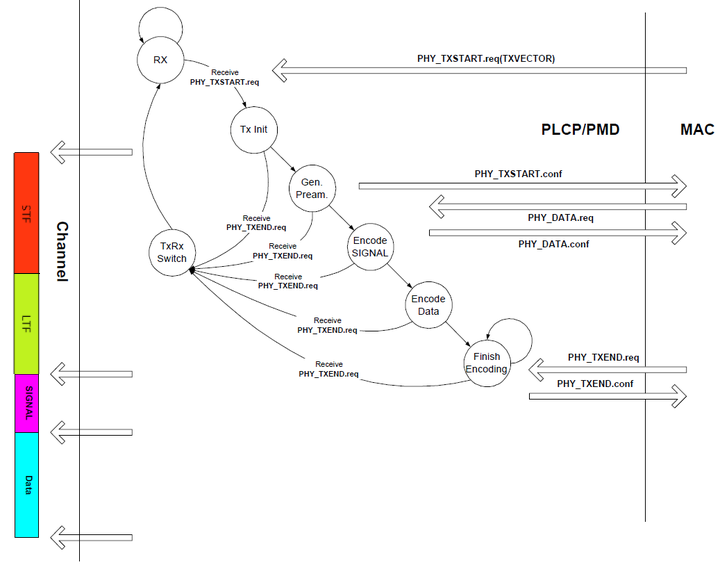 RX
Receive
PHY_TXSTART.req
PHY_TXSTART.req(TXVECTOR)
Tx Init
PLCP/PMD
MAC
Gen.
Pream.
PHY_TXSTART.conf
PHY_DATA.req
PHY_DATA.conf
STF
Channel
Receive
PHY_TXEND.req
TxRx
Switch
Receive
PHY_TXEND.req
Encode
SIGNAL
Receive
PHY_TXEND.req
LTF
Encode
Data
Receive
PHY_TXEND.req
Finish
Encoding
Receive
PHY_TXEND.req
PHY_TXEND.req
PHY_TXEND.conf
SIGNAL
Data